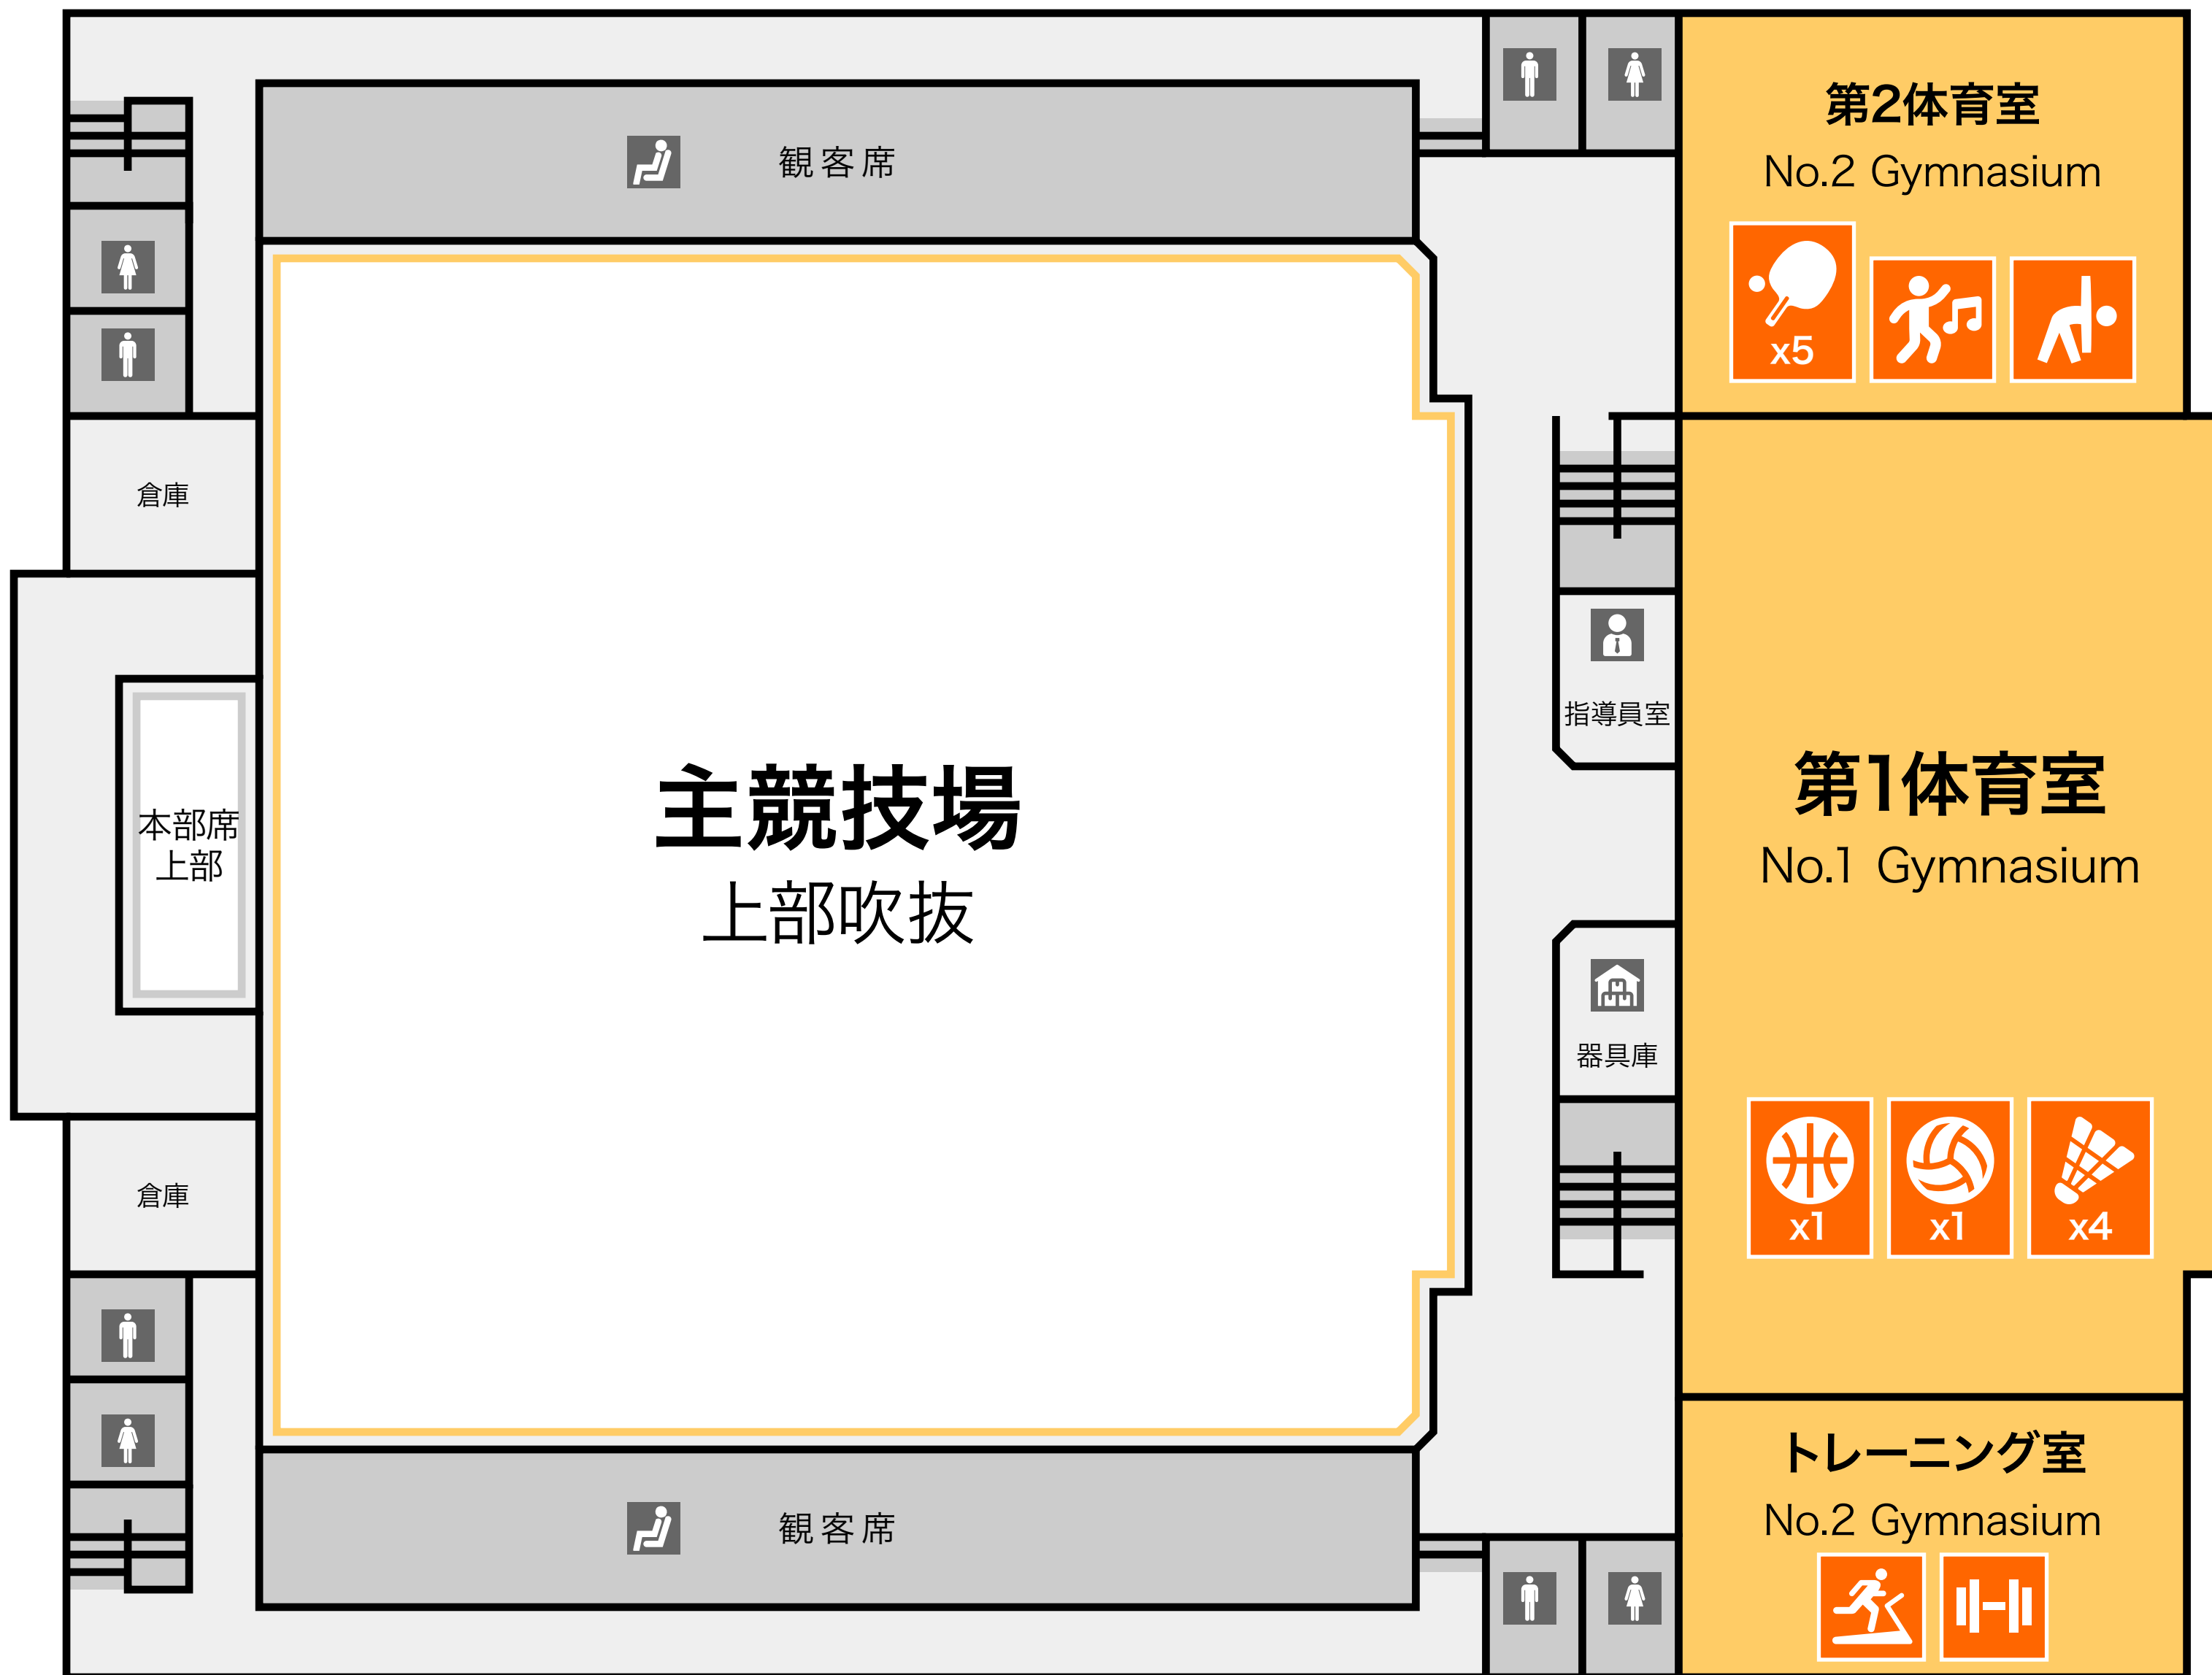 第2体育室
No.2 Gymnasium
x5
観客席
倉庫
指導員室
主競技場
上部吹抜
本部席
上部
第1体育室
No.1 Gymnasium
器具庫
x1
x1
x4
倉庫
観客席
トレーニング室
No.2 Gymnasium